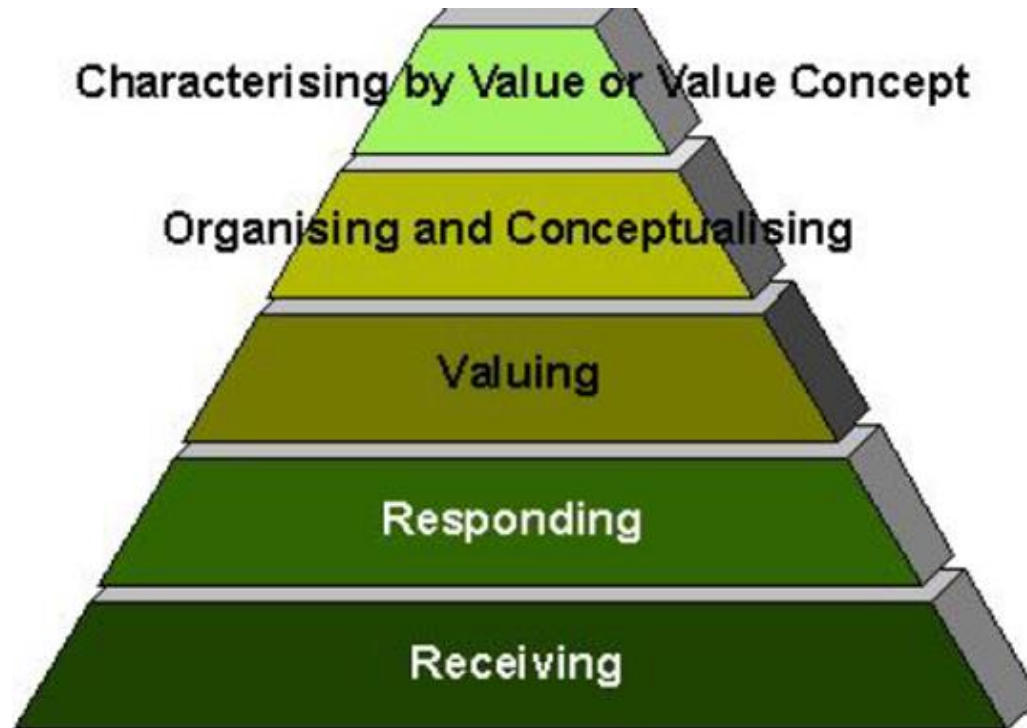 Characterising by Value or Value Concept
Organising and Conceptualising
Valuing
Responding
Receiving